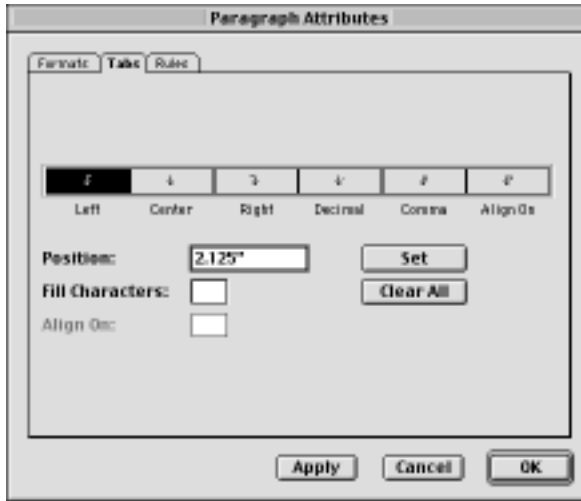 Paragraph Attributes
Formats Tabs Rules
Left Center Right Decimal Comma Align On
Position: 2.125" Set
Fill Characters: Clear All
Align On:
Apply Cancel OK